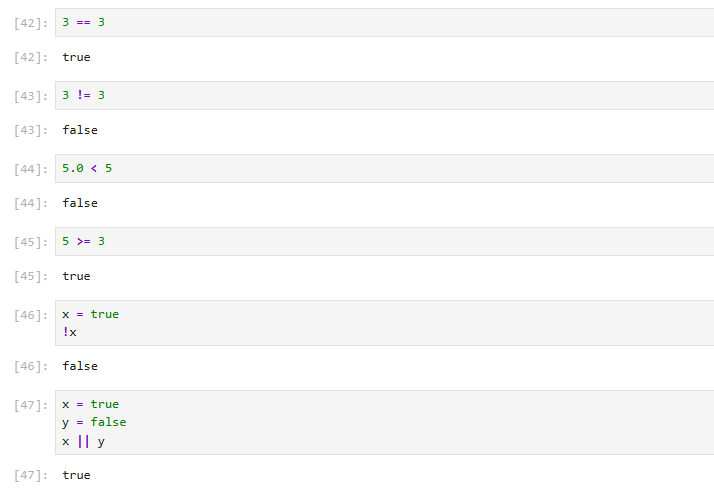 [42]: 3 == 3
[42]: true
[43]: 3 != 3
[43]: false
[44]: 5.0 < 5
[44]: false
[45]: 5 >= 3
[45]: true
[46]: x = true
!x
[46]: false
[47]: x = true
y = false
x || y
[47]: true